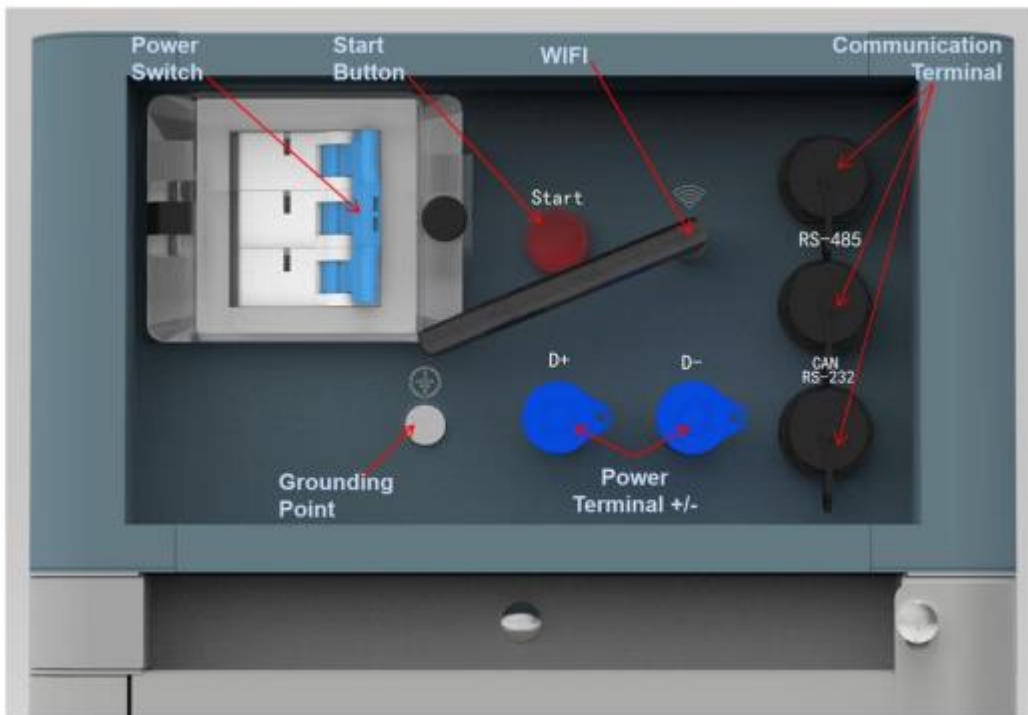 Power
Switch
Start
Button
WIFI
Communication
Terminal
Start
RS-485
D+
D-
CAN
RS-232
Grounding
Point
Power
Terminal +/-